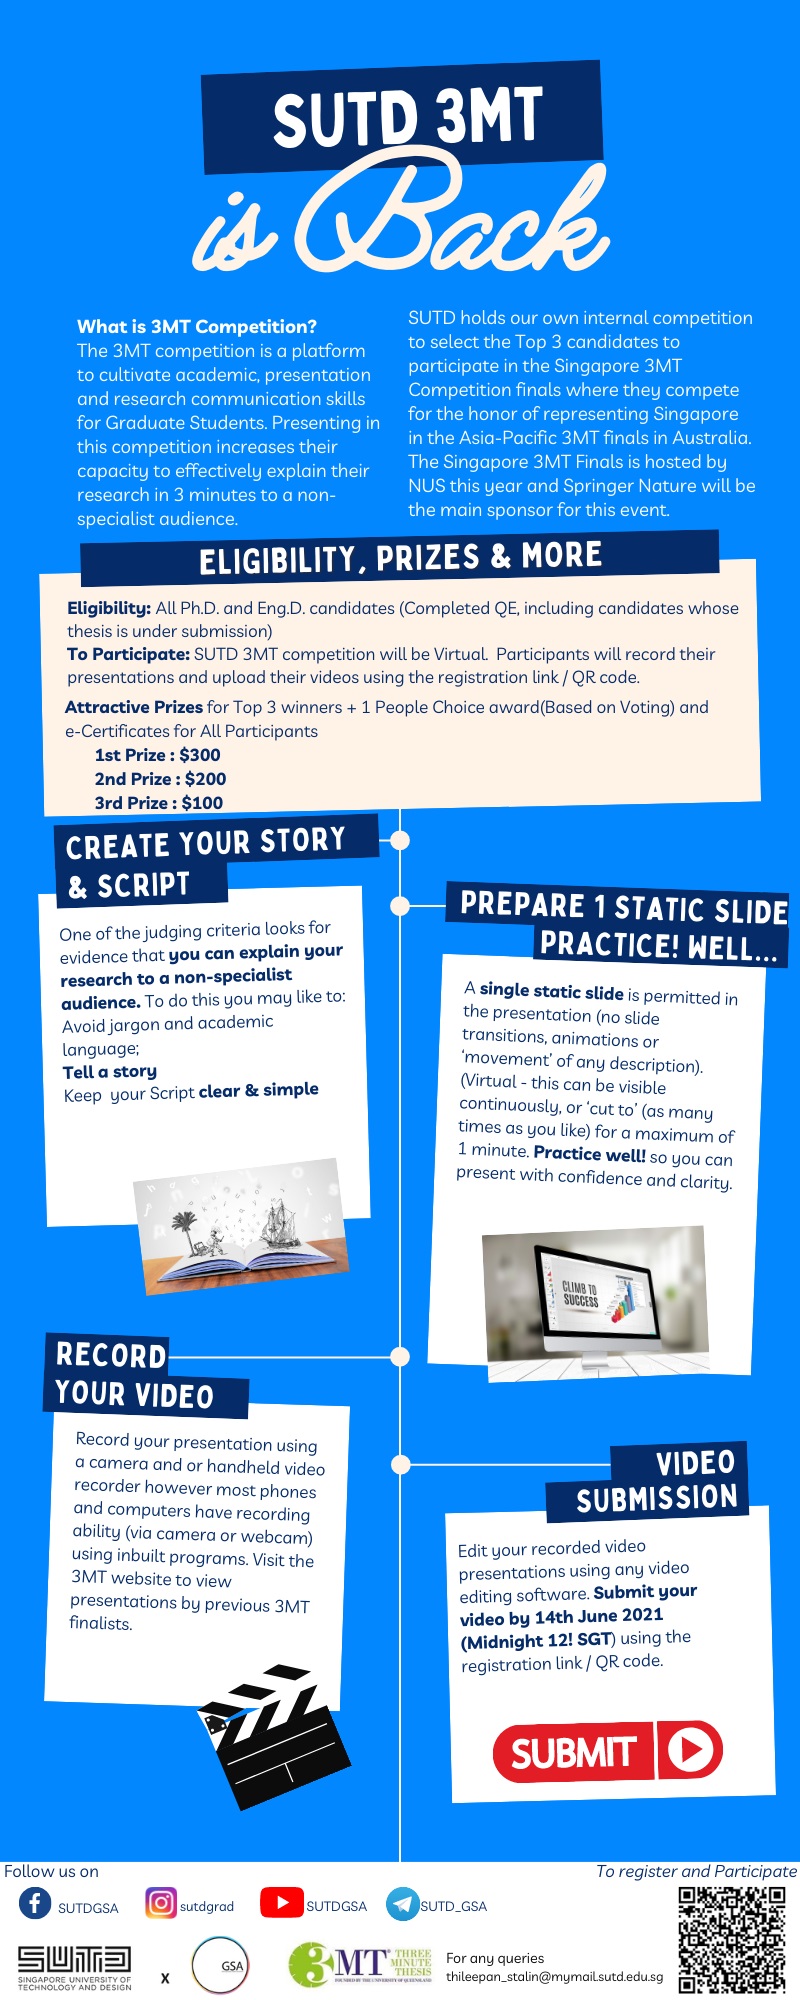 SUTD 3MT
is Back
What is 3MT Competition?
The 3MT competition is a platform
to cultivate academic, presentation
and research communication skills
for Graduate Students. Presenting in
this competition increases their
capacity to effectively explain their
research in 3 minutes to a non-
specialist audience.
SUTD holds our own internal competition
to select the Top 3 candidates to
participate in the Singapore 3MT
Competition finals where they compete
for the honor of representing Singapore
in the Asia-Pacific 3MT finals in Australia.
The Singapore 3MT Finals is hosted by
NUS this year and Springer Nature will be
the main sponsor for this event.
ELIGIBILITY, PRIZES & MORE
Eligibility: All Ph.D. and Eng.D. candidates (Completed QE, including candidates whose
thesis is under submission)
To Participate: SUTD 3MT competition will be Virtual. Participants will record their
presentations and upload their videos using the registration link / QR code.
Attractive Prizes for Top 3 winners + 1 People Choice award(Based on Voting) and
e-Certificates for All Participants
1st Prize : $300
2nd Prize : $200
3rd Prize : $100
CREATE YOUR STORY
& SCRIPT
One of the judging criteria looks for
evidence that you can explain your
research to a non-specialist
audience. To do this you may like to:
Avoid jargon and academic
language;
Tell a story
Keep your Script clear & simple
PREPARE 1 STATIC SLIDE
PRACTICE! WELL...
A single static slide is permitted in
the presentation (no slide
transitions, animations or
‘movement’ of any description).
(Virtual - this can be visible
continuously, or ‘cut to’ (as many
times as you like) for a maximum of
1 minute. Practice well! so you can
present with confidence and clarity.
CLIMB TO
SUCCESS
RECORD
YOUR VIDEO
Record your presentation using
a camera and or handheld video
recorder however most phones
and computers have recording
ability (via camera or webcam)
using inbuilt programs. Visit the
3MT website to view
presentations by previous 3MT
finalists.
VIDEO
SUBMISSION
Edit your recorded video
presentations using any video
editing software. Submit your
video by 14th June 2021
(Midnight 12! SGT) using the
registration link / QR code.
SUBMIT
Follow us on
To register and Participate
SUTDGSA
sutdgrad
SUTDGSA
SUTD_GSA
SUTD
SINGAPORE UNIVERSITY OF
TECHNOLOGY AND DESIGN
x
GSA
3MT THREE
MINUTE
THESIS
FOUNDED BY THE UNIVERSITY OF QUEENSLAND
For any queries
thileepan_stalin@mymail.sutd.edu.sg